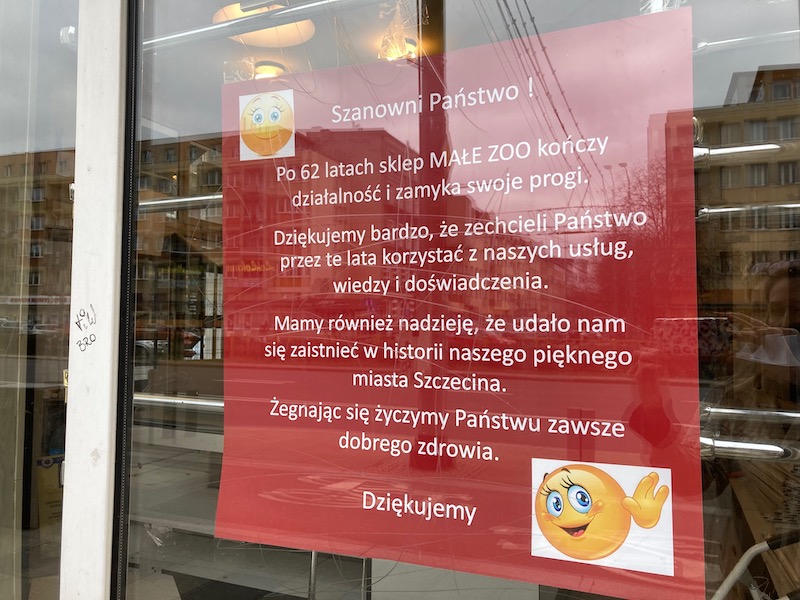 Szanowni Państwo !
Po 62 latach sklep MAŁE ZOO kończy
działalność i zamyka swoje progi.
Dziękujemy bardzo, że zechcieli Państwo
przez te lata korzystać z naszych usług,
wiedzy i doświadczenia.
Mamy również nadzieję, że udało nam
się zaistnieć w historii naszego pięknego
miasta Szczecina.
Żegnając się życzymy Państwu zawsze
dobrego zdrowia.
Dziękujemy
BRO